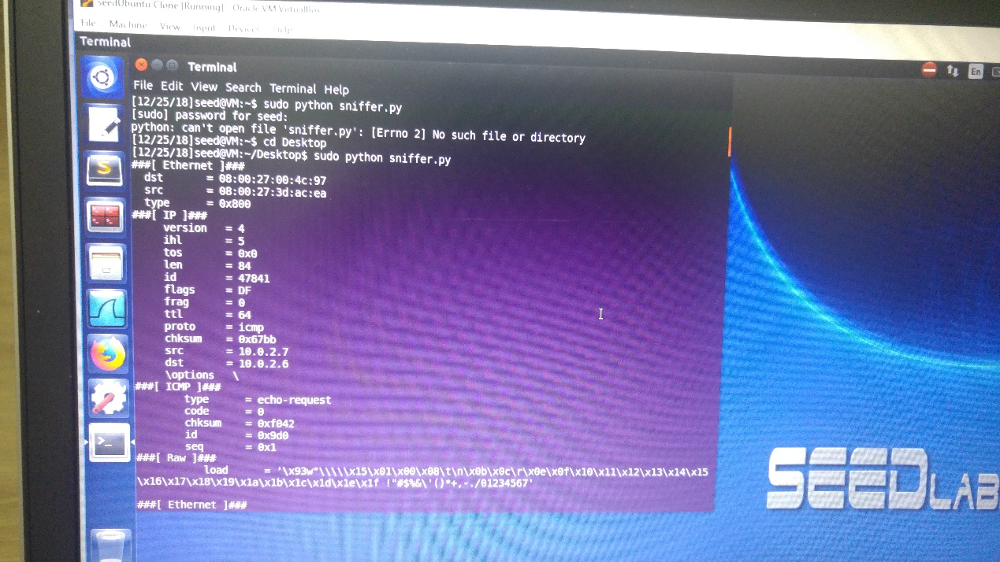 seedUbuntu Clone [Running] - Oracle VM VirtualBox
File Machine View Input Devices Help
Terminal
En
Terminal
File Edit View Search Terminal Help
[12/25/18]seed@VM:~$ sudo python sniffer.py
[sudo] password for seed:
python: can't open file 'sniffer.py': [Errno 2] No such file or directory
[12/25/18]seed@VM:~$ cd Desktop
[12/25/18]seed@VM:~/Desktop$ sudo python sniffer.py
###[ Ethernet ]###
dst = 08:00:27:00:4c:97
src = 08:00:27:3d:ac:ea
type = 0x800
###[ IP ]###
version = 4
ihl = 5
tos = 0x0
len = 84
id = 47841
flags = DF
frag = 0
ttl = 64
proto = icmp
chksum = 0x67bb
src = 10.0.2.7
dst = 10.0.2.6
\options \
###[ ICMP ]###
type = echo-request
code = 0
chksum = 0xf042
id = 0x9d0
seq = 0x1
###[ Raw ]###
load = '\x93w"\\\\\x15\x01\x00\x08\t\n\x0b\x0c\r\x0e\x0f\x10\x11\x12\x13\x14\x15
\x16\x17\x18\x19\x1a\x1b\x1c\x1d\x1e\x1f !"#$%&\'()*+,-./01234567'
###[ Ethernet ]###
SEEDLAB